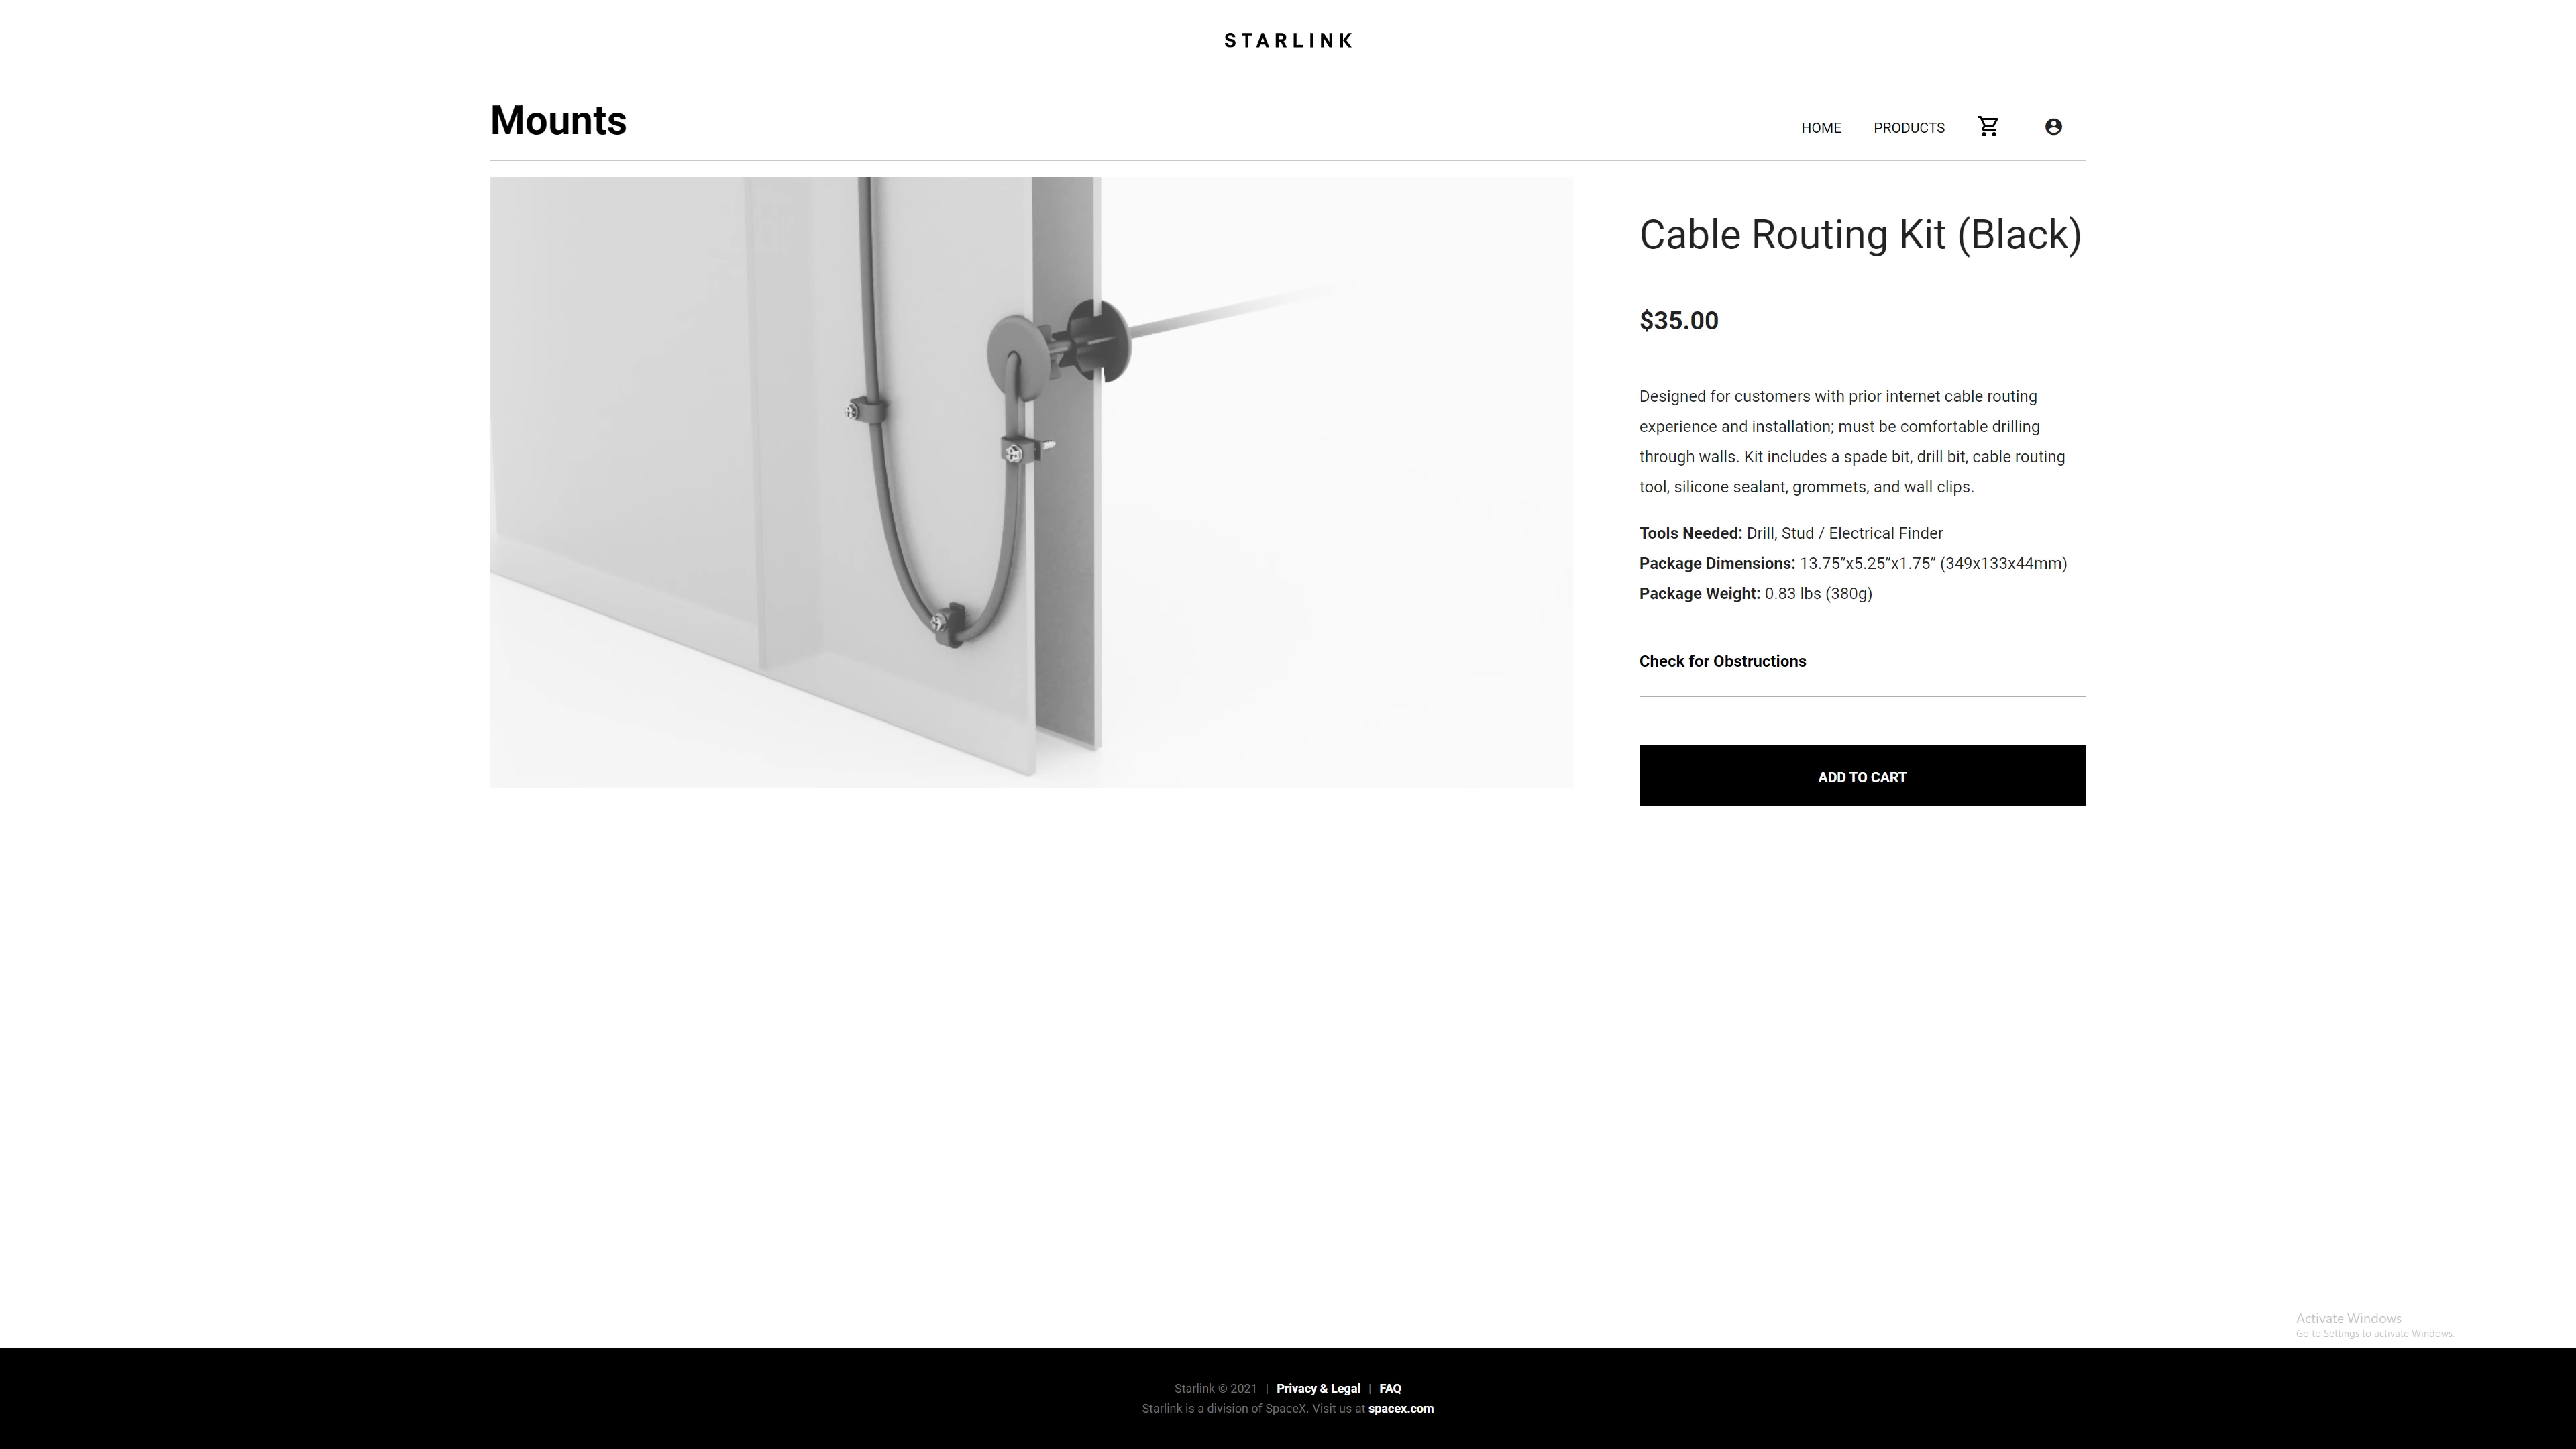 STARLINK
Mounts
HOME PRODUCTS
Cable Routing Kit (Black)
$35.00
Designed for customers with prior internet cable routing
experience and installation; must be comfortable drilling
through walls. Kit includes a spade bit, drill bit, cable routing
tool, silicone sealant, grommets, and wall clips.
Tools Needed: Drill, Stud / Electrical Finder
Package Dimensions: 13.75”x5.25”x1.75” (349x133x44mm)
Package Weight: 0.83 lbs (380g)
Check for Obstructions
ADD TO CART
Activate Windows
Go to Settings to activate Windows.
Starlink © 2021 | Privacy & Legal | FAQ
Starlink is a division of SpaceX. Visit us at spacex.com